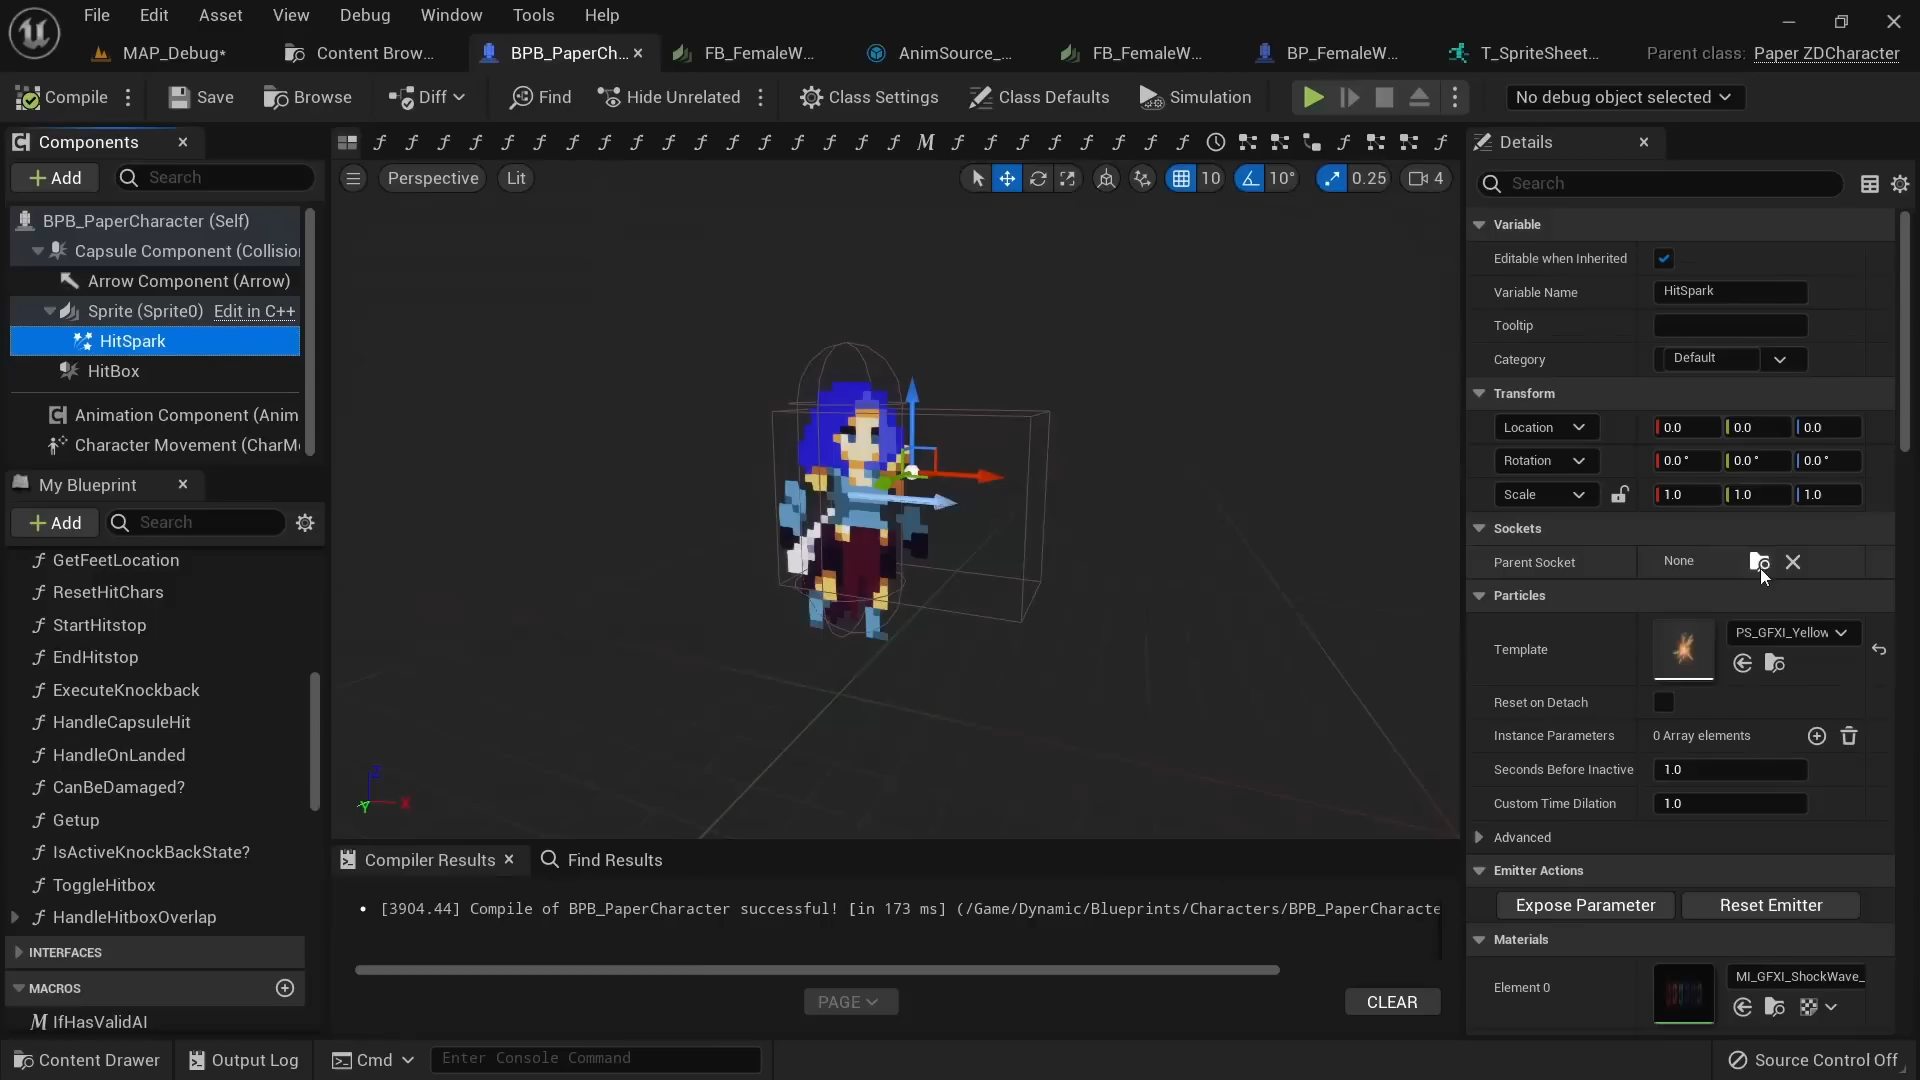 File Edit Asset View Debug Window Tools Help
MAP_Debug* Content Brow... BPB_PaperCh... FB_FemaleW... AnimSource_... FB_FemaleW... BP_FemaleW... T_SpriteSheet... Parent class: Paper ZDCharacter
Compile Save Browse Diff Find Hide Unrelated Class Settings Class Defaults Simulation No debug object selected
Components
Add Search
BPB_PaperCharacter (Self)
Capsule Component (Collision
Arrow Component (Arrow)
Sprite (Sprite0) Edit in C++
HitSpark
HitBox
Animation Component (Anim
Character Movement (CharM
My Blueprint
Add Search
GetFeetLocation
ResetHitChars
StartHitstop
EndHitstop
ExecuteKnockback
HandleCapsuleHit
HandleOnLanded
CanBeDamaged?
Getup
IsActiveKnockBackState?
ToggleHitbox
HandleHitboxOverlap
INTERFACES
MACROS
M IfHasValidAI
Perspective Lit 10 10° 0.25 4
Z
Y X
Compiler Results Find Results
• [3904.44] Compile of BPB_PaperCharacter successful! [in 173 ms] (/Game/Dynamic/Blueprints/Characters/BPB_PaperCharacte
PAGE CLEAR
Details
Search
Variable
Editable when Inherited
Variable Name HitSpark
Tooltip
Category Default
Transform
Location 0.0 0.0 0.0
Rotation 0.0° 0.0° 0.0°
Scale 1.0 1.0 1.0
Sockets
Parent Socket None
Particles
Template PS_GFXI_Yellow
Reset on Detach
Instance Parameters 0 Array elements
Seconds Before Inactive 1.0
Custom Time Dilation 1.0
Advanced
Emitter Actions
Expose Parameter Reset Emitter
Materials
Element 0 MI_GFXI_ShockWave_
Content Drawer Output Log Cmd Enter Console Command Source Control Off